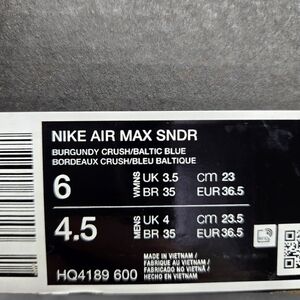 NIKE AIR MAX SNDR
BURGUNDY CRUSH/BALTIC BLUE
BORDEAUX CRUSH/BLEU BALTIQUE
6 WMNS UK 3.5 cm 23
BR 35 EUR 36.5
4.5 MENS UK 4 cm 23.5
BR 35 EUR 36.5
MADE IN VIETNAM /
FABRIQUE AU VIETNAM /
FABRICADO NO VIETNÃ /
HECHO EN VIETNAM
HQ4189 600